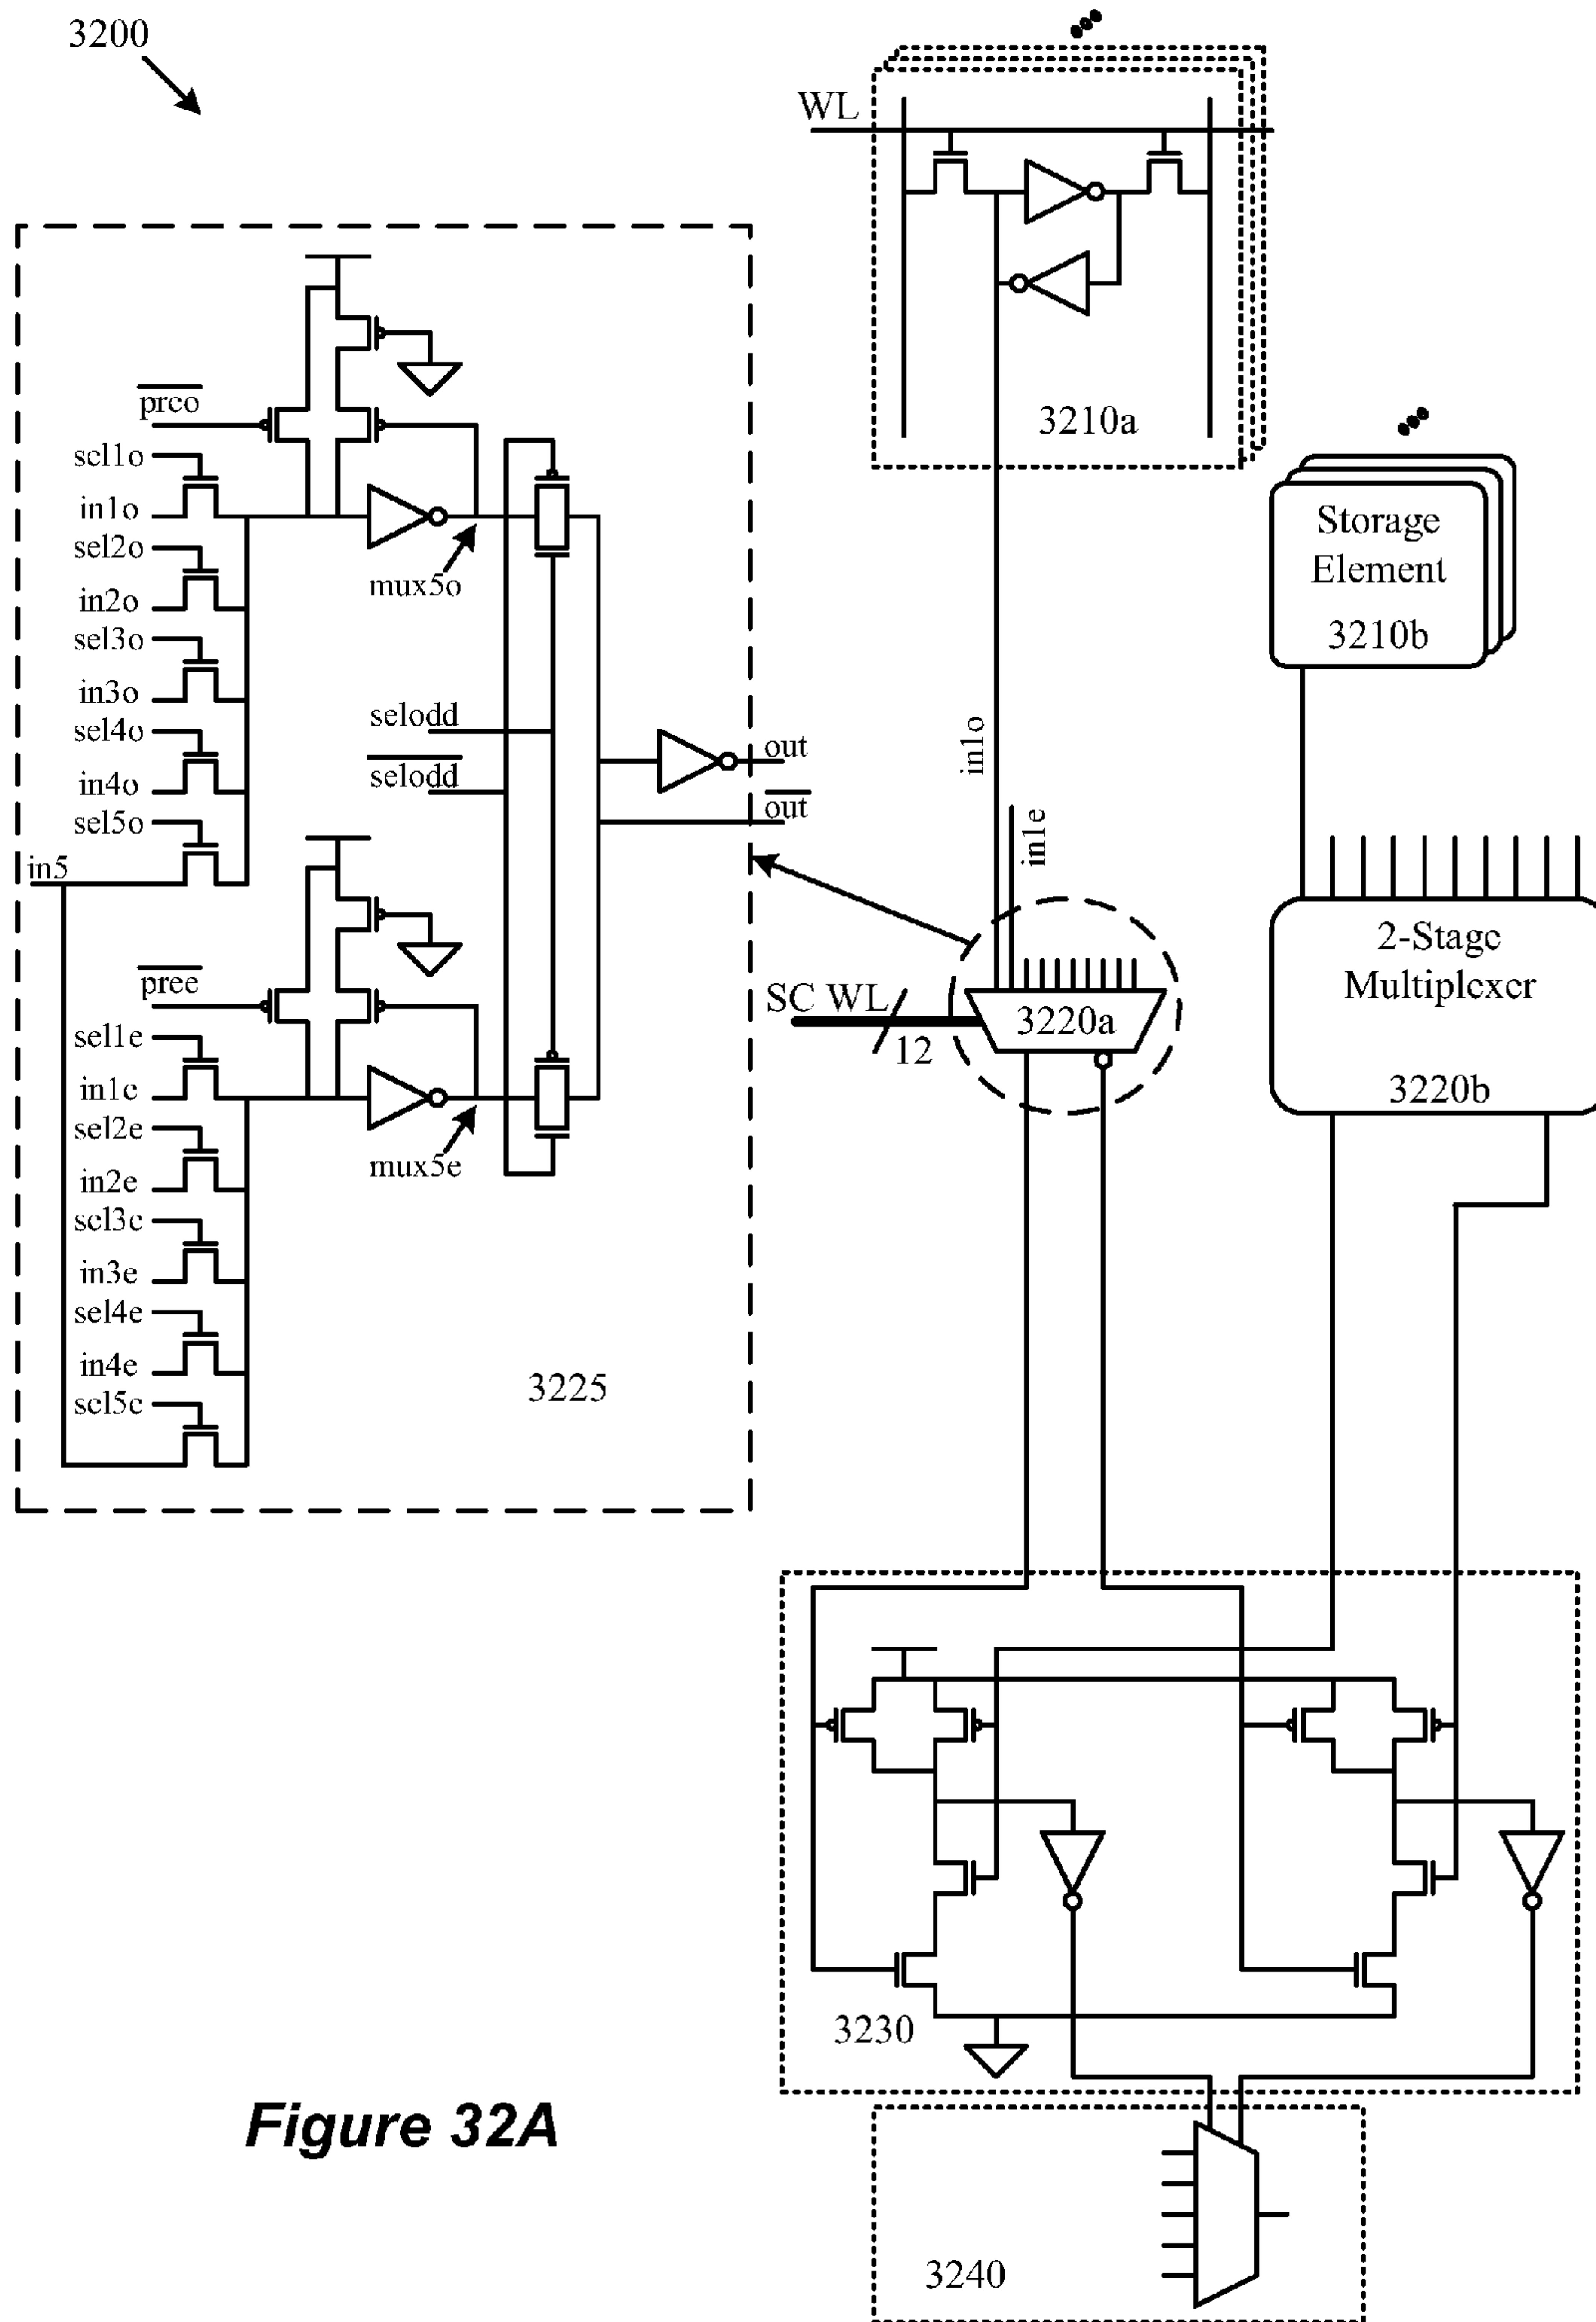 3200
WL
3210a
Storage
Element
3210b
prco
sel1o
in1o
sel2o
in2o
sel3o
in3o
sel4o
in4o
sel5o
in5
mux5o
selodd
selodd
out
out
pree
sel1e
in1e
sel2e
in2e
sel3e
in3e
sel4e
in4e
sel5e
mux5e
3225
in1o
in1e
SC WL
12
3220a
2-Stage
Multiplexer
3220b
3230
3240
Figure 32A